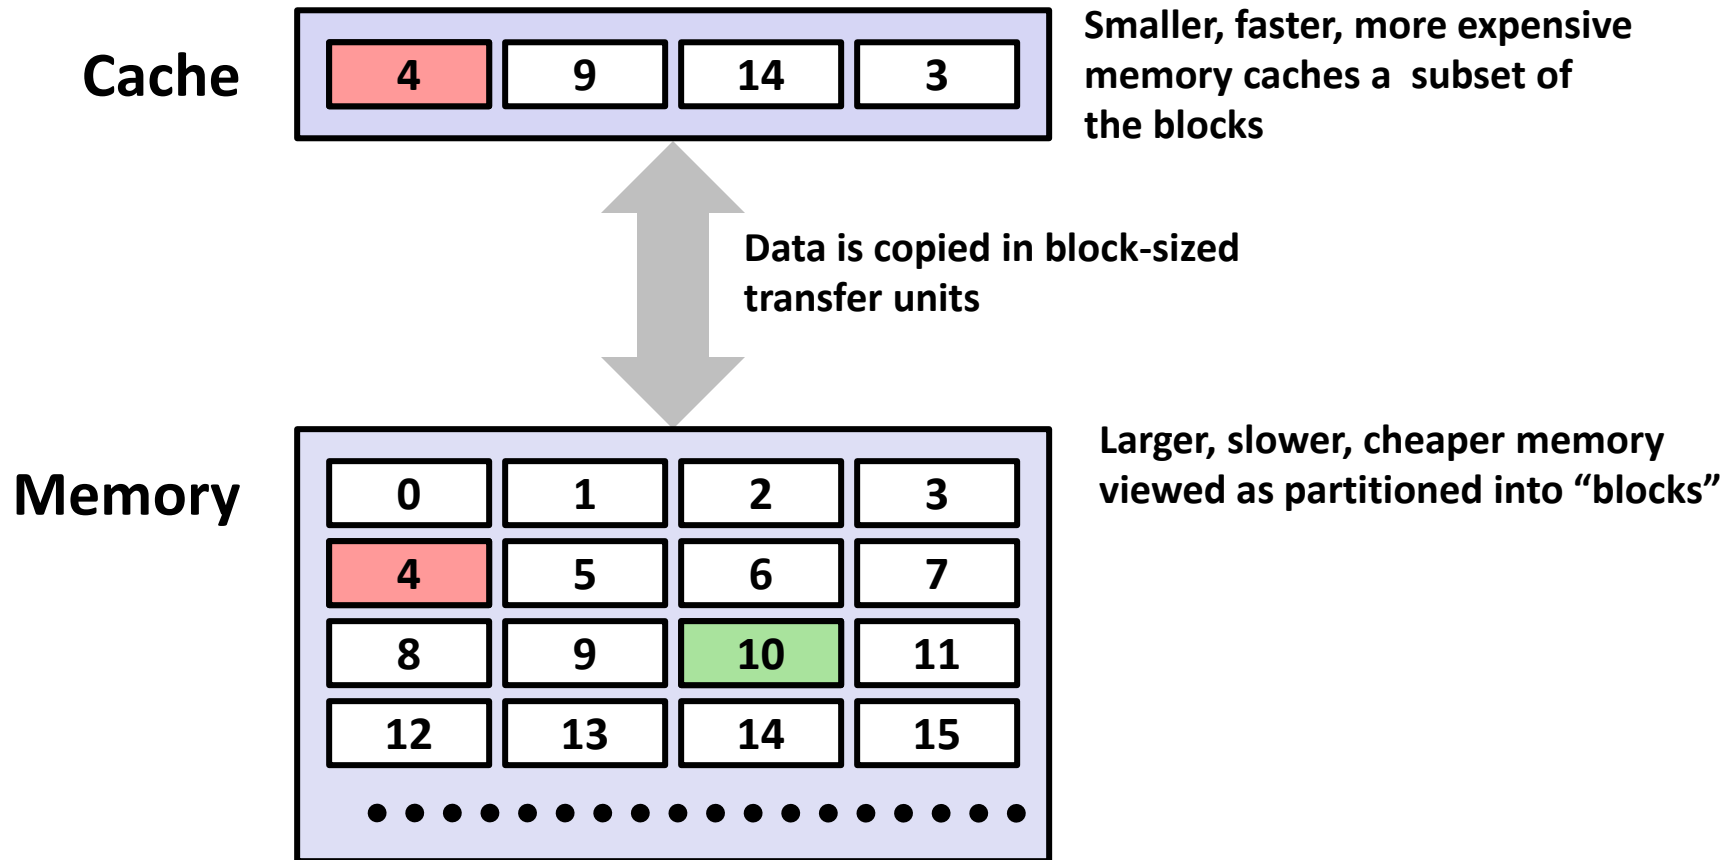 Cache
4 9 14 3
Smaller, faster, more expensive
memory caches a subset of
the blocks
Data is copied in block-sized
transfer units
Memory
0 1 2 3
4 5 6 7
8 9 10 11
12 13 14 15
Larger, slower, cheaper memory
viewed as partitioned into “blocks”